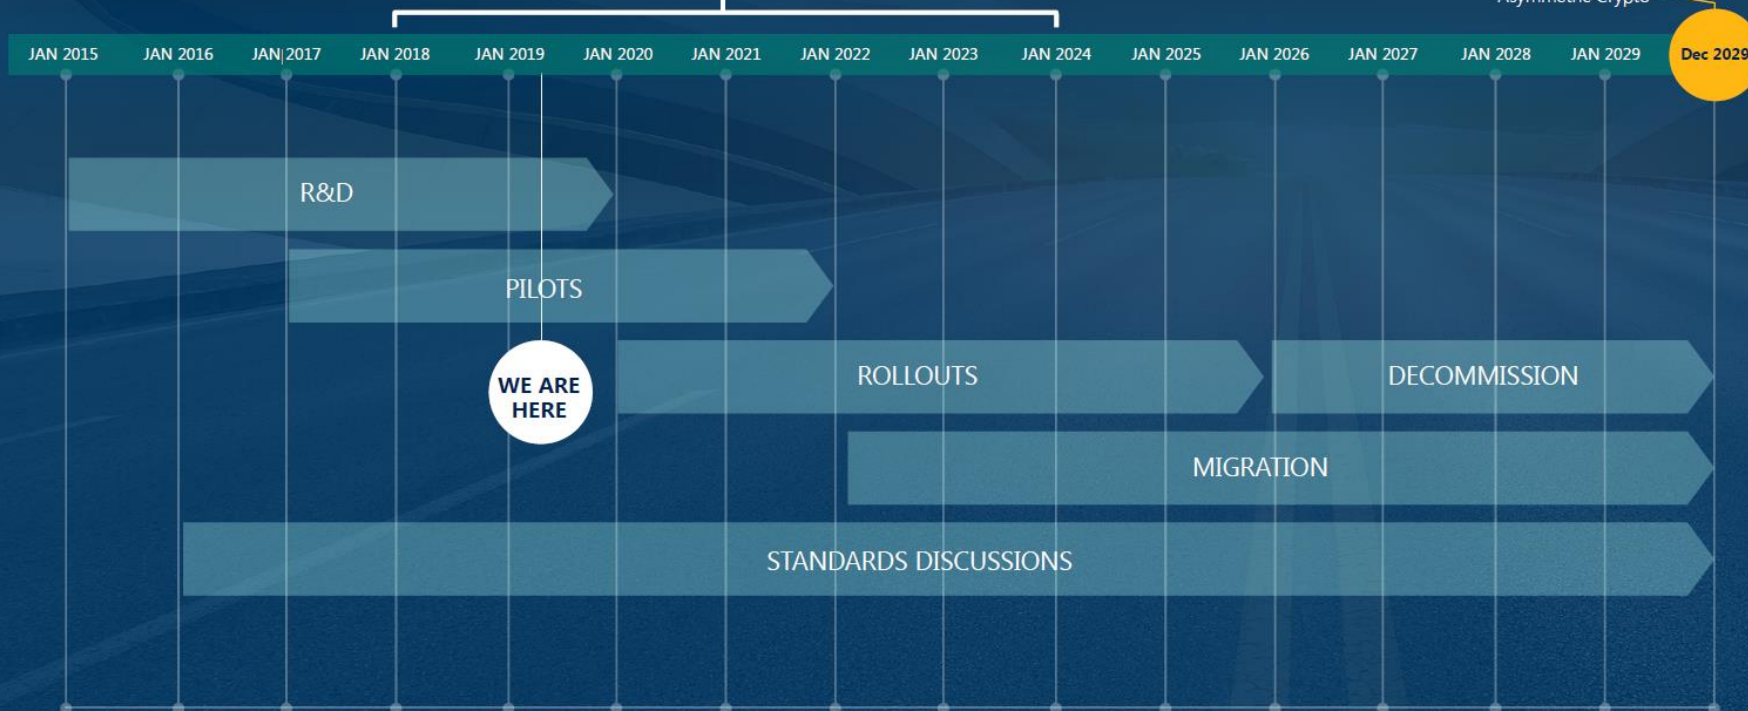 Asymmetric Crypto
JAN 2015 JAN 2016 JAN 2017 JAN 2018 JAN 2019 JAN 2020 JAN 2021 JAN 2022 JAN 2023 JAN 2024 JAN 2025 JAN 2026 JAN 2027 JAN 2028 JAN 2029 Dec 2029
R&D
PILOTS
WE ARE
HERE
ROLLOUTS
DECOMMISSION
MIGRATION
STANDARDS DISCUSSIONS